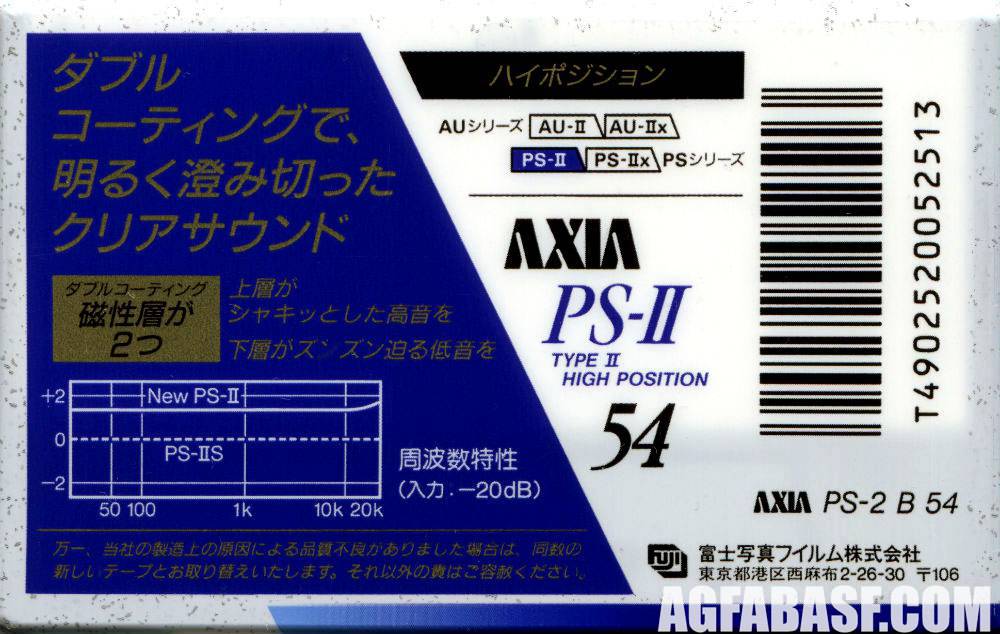 ダブル
コーティングで、
明るく澄み切った
クリアサウンド
ダブルコーティング
磁性層が
2つ
上層が
シャキッとした高音を
下層がズンズン迫る低音を
+2
New PS-II
0
PS-IIS
-2
50 100 1k 10k 20k
周波数特性
(入力:-20dB)
万一、当社の製造上の原因による品質不良がありました場合は、同数の
新しいテープとお取り替えいたします。それ以外の責はご容赦ください。
ハイポジション
AUシリーズ AU-II AU-IIx
PS-II PS-IIx PSシリーズ
AXIA
PS-II
TYPE II
HIGH POSITION
54
T4902520052513
AXIA PS-2 B 54
FUJI 富士写真フイルム株式会社
東京都港区西麻布2-26-30 〒106
AGFABASF.COM